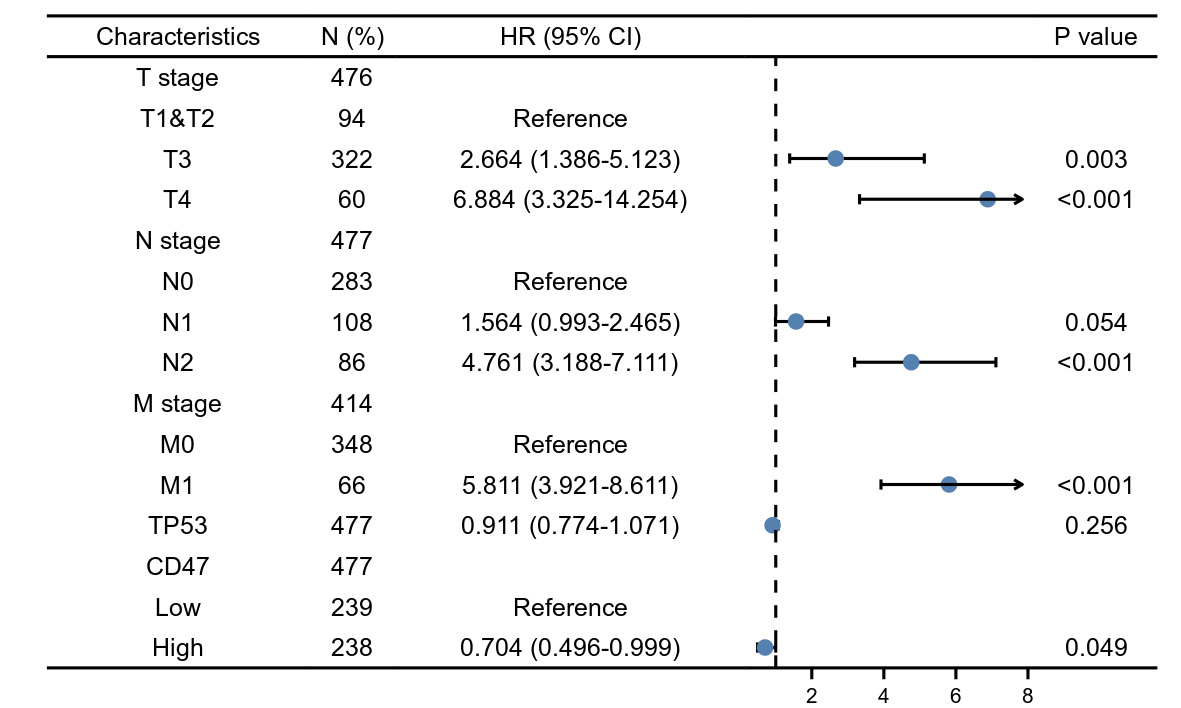 Characteristics N (%) HR (95% CI) P value
T stage 476
T1&T2 94 Reference
T3 322 2.664 (1.386-5.123) 0.003
T4 60 6.884 (3.325-14.254) <0.001
N stage 477
N0 283 Reference
N1 108 1.564 (0.993-2.465) 0.054
N2 86 4.761 (3.188-7.111) <0.001
M stage 414
M0 348 Reference
M1 66 5.811 (3.921-8.611) <0.001
TP53 477 0.911 (0.774-1.071) 0.256
CD47 477
Low 239 Reference
High 238 0.704 (0.496-0.999) 0.049
2 4 6 8